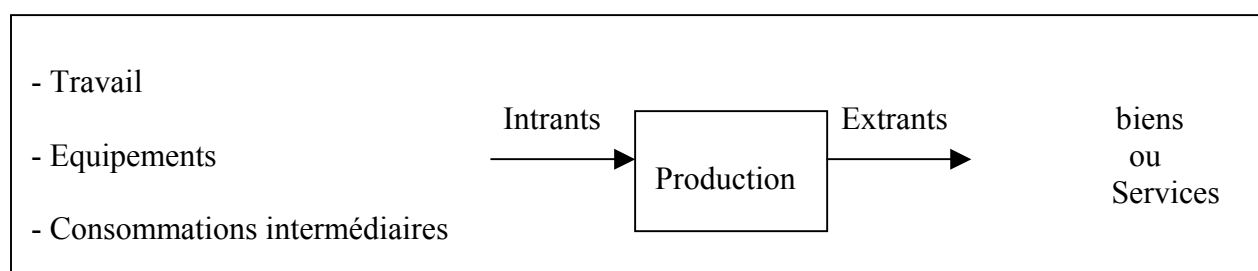 - Travail
- Equipements
- Consommations intermédiaires
Intrants
Production
Extrants
biens
ou
Services